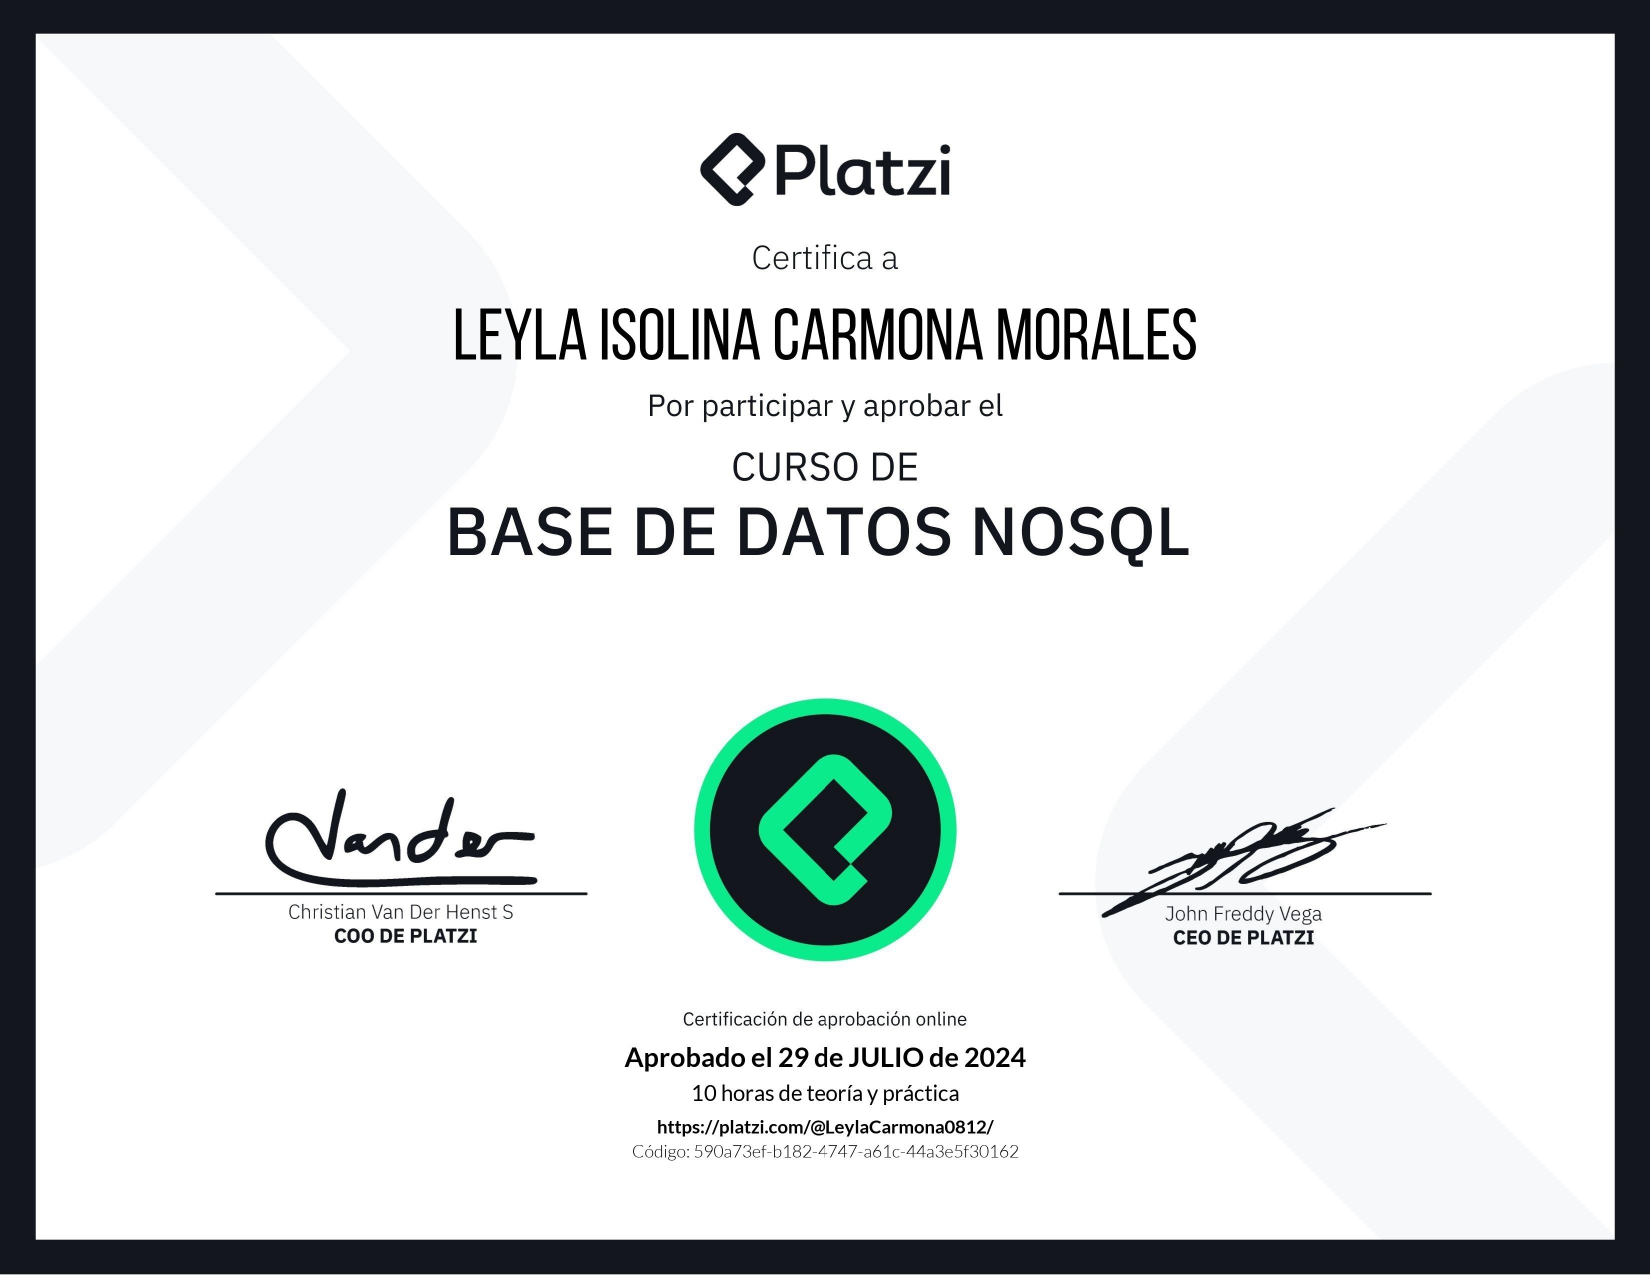 Platzi
Certifica a
LEYLA ISOLINA CARMONA MORALES
Por participar y aprobar el
CURSO DE
BASE DE DATOS NOSQL
Vander
Christian Van Der Henst S
COO DE PLATZI
John Freddy Vega
CEO DE PLATZI
Certificación de aprobación online
Aprobado el 29 de JULIO de 2024
10 horas de teoría y práctica
https://platzi.com/@LeylaCarmona0812/
Código: 590a73ef-b182-4747-a61c-44a3e5f30162